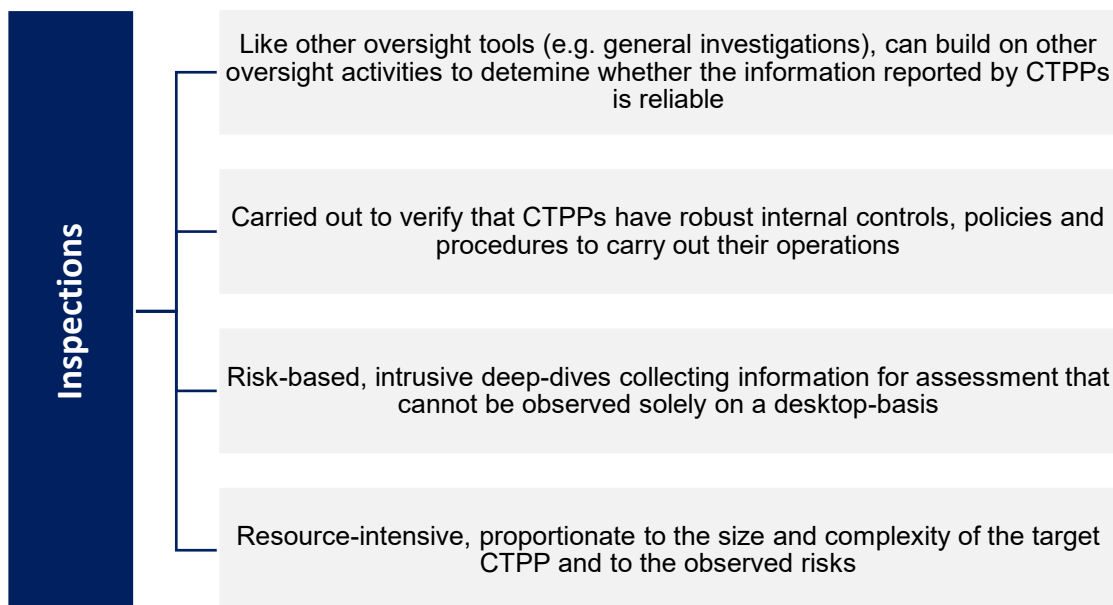 Inspections
Like other oversight tools (e.g. general investigations), can build on other
oversight activities to detemine whether the information reported by CTPPs
is reliable
Carried out to verify that CTPPs have robust internal controls, policies and
procedures to carry out their operations
Risk-based, intrusive deep-dives collecting information for assessment that
cannot be observed solely on a desktop-basis
Resource-intensive, proportionate to the size and complexity of the target
CTPP and to the observed risks